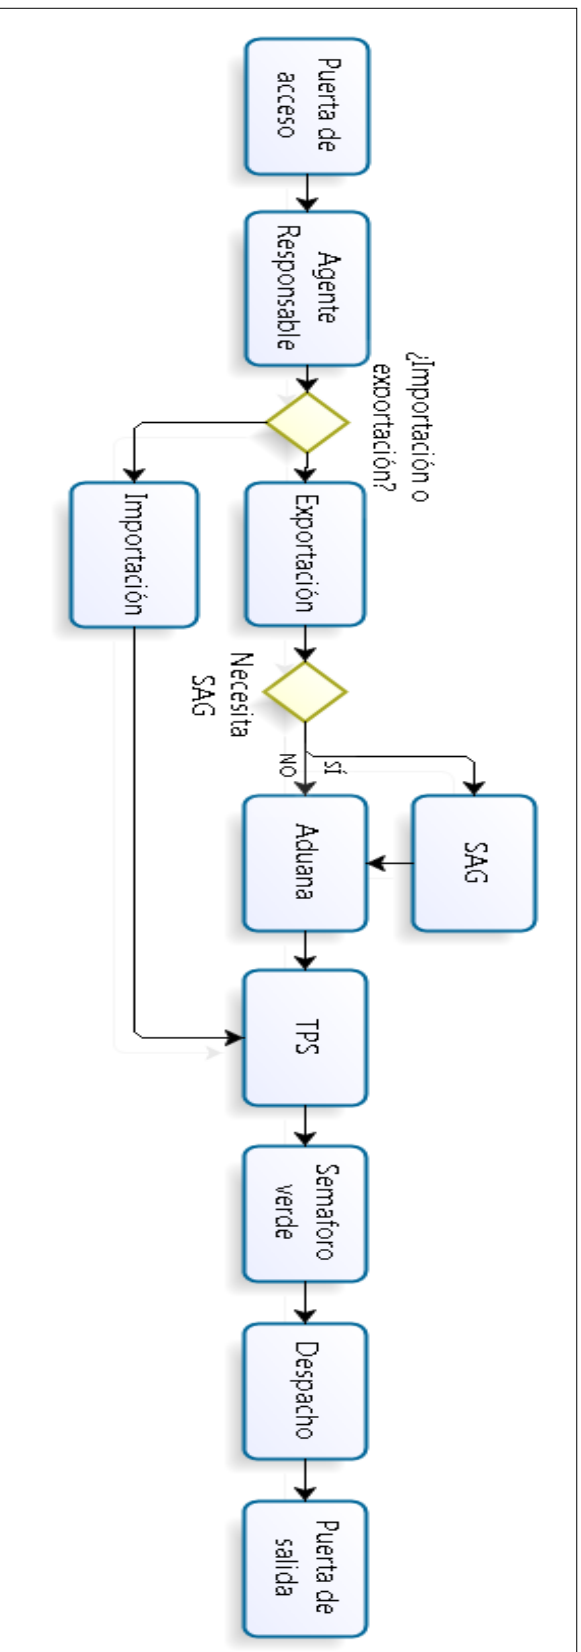 Puerta de
acceso
Agente
Responsable
¿Importación o
exportación?
Exportación
Importación
Necesita
SAG
SÍ
NO
SAG
Aduana
TPS
Semaforo
verde
Despacho
Puerta de
salida